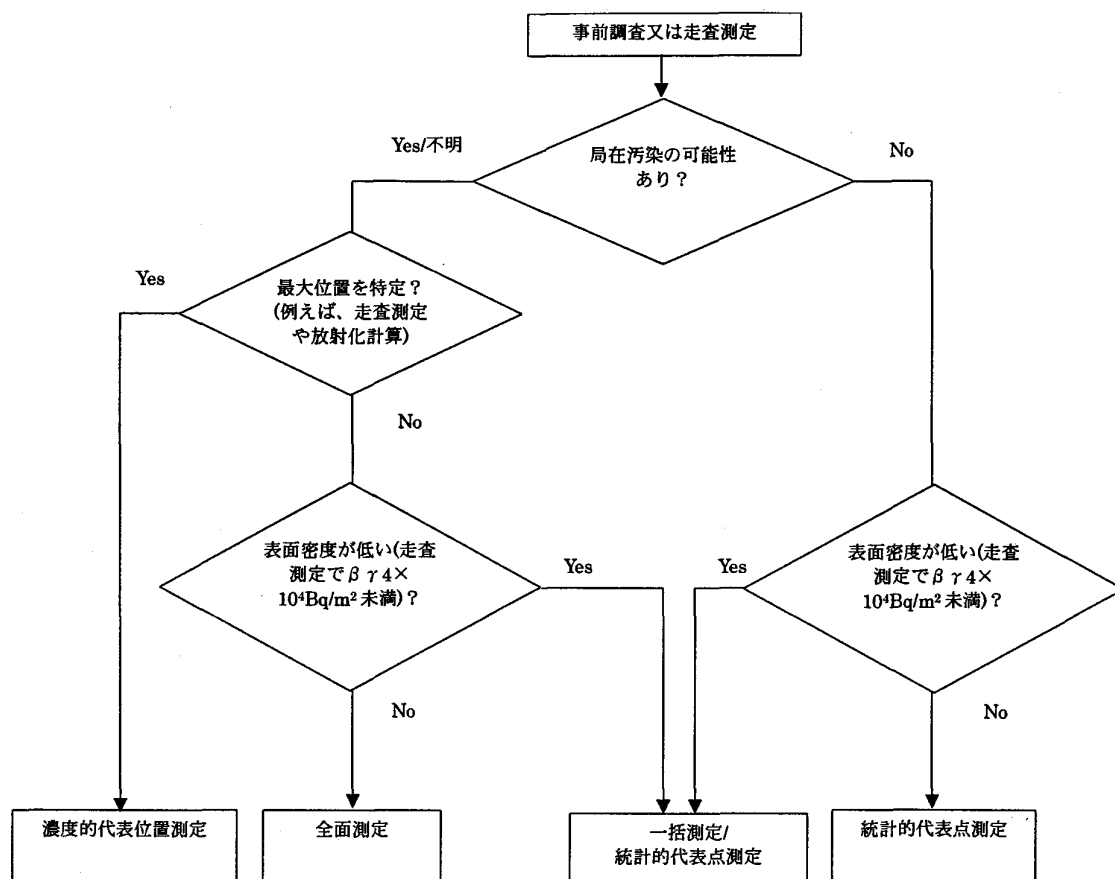 事前調査又は走査測定
局在汚染の可能性
あり？
Yes/不明
No
最大位置を特定？
(例えば、走査測定
や放射化計算)
Yes
No
表面密度が低い(走査
測定でβγ4×
10⁴Bq/m² 未満)？
Yes
No
表面密度が低い(走査
測定でβγ4×
10⁴Bq/m² 未満)？
Yes
No
濃度的代表位置測定
全面測定
一括測定/
統計的代表点測定
統計的代表点測定